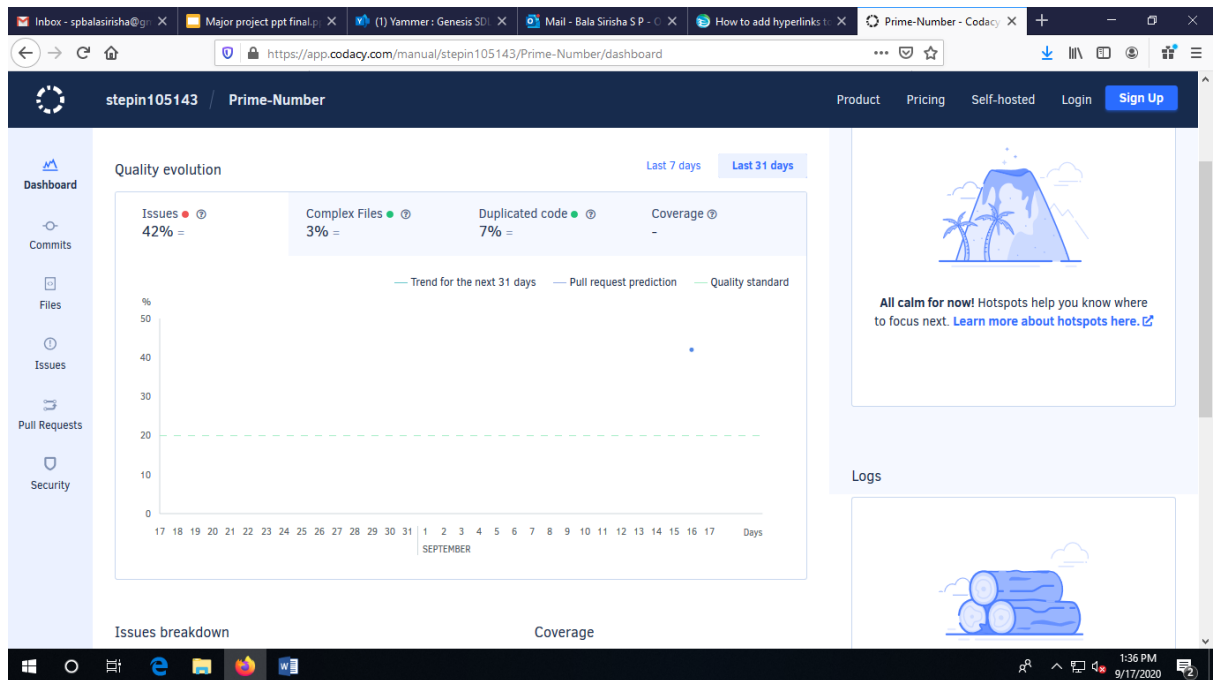 Inbox - spbalasirisha@gm
Major project ppt final.pp
(1) Yammer : Genesis SDL
Mail - Bala Sirisha S P - O
How to add hyperlinks to
Prime-Number - Codacy
https://app.codacy.com/manual/stepin105143/Prime-Number/dashboard
stepin105143 / Prime-Number
Product Pricing Self-hosted Login Sign Up
Dashboard
Commits
Files
Issues
Pull Requests
Security
Quality evolution
Last 7 days Last 31 days
Issues Complex Files Duplicated code Coverage
42% = 3% = 7% = -
Trend for the next 31 days Pull request prediction Quality standard
%
50
40
30
20
10
0
17 18 19 20 21 22 23 24 25 26 27 28 29 30 31 1 2 3 4 5 6 7 8 9 10 11 12 13 14 15 16 17 Days
SEPTEMBER
All calm for now! Hotspots help you know where
to focus next. Learn more about hotspots here.
Logs
Issues breakdown
Coverage
1:36 PM
9/17/2020
2